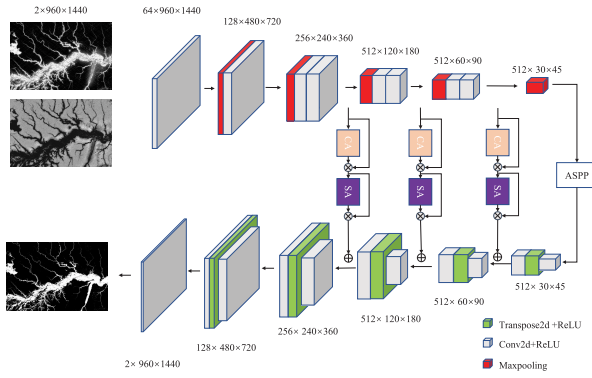 2×960×1440
64×960×1440
128×480×720
256×240×360
512×120×180
512×60×90
512× 30×45
CA
CA
CA
SA
SA
SA
ASPP
512× 30×45
512× 60×90
512× 120×180
256× 240×360
128× 480×720
2× 960×1440
Transpose2d +ReLU
Conv2d+ReLU
Maxpooling